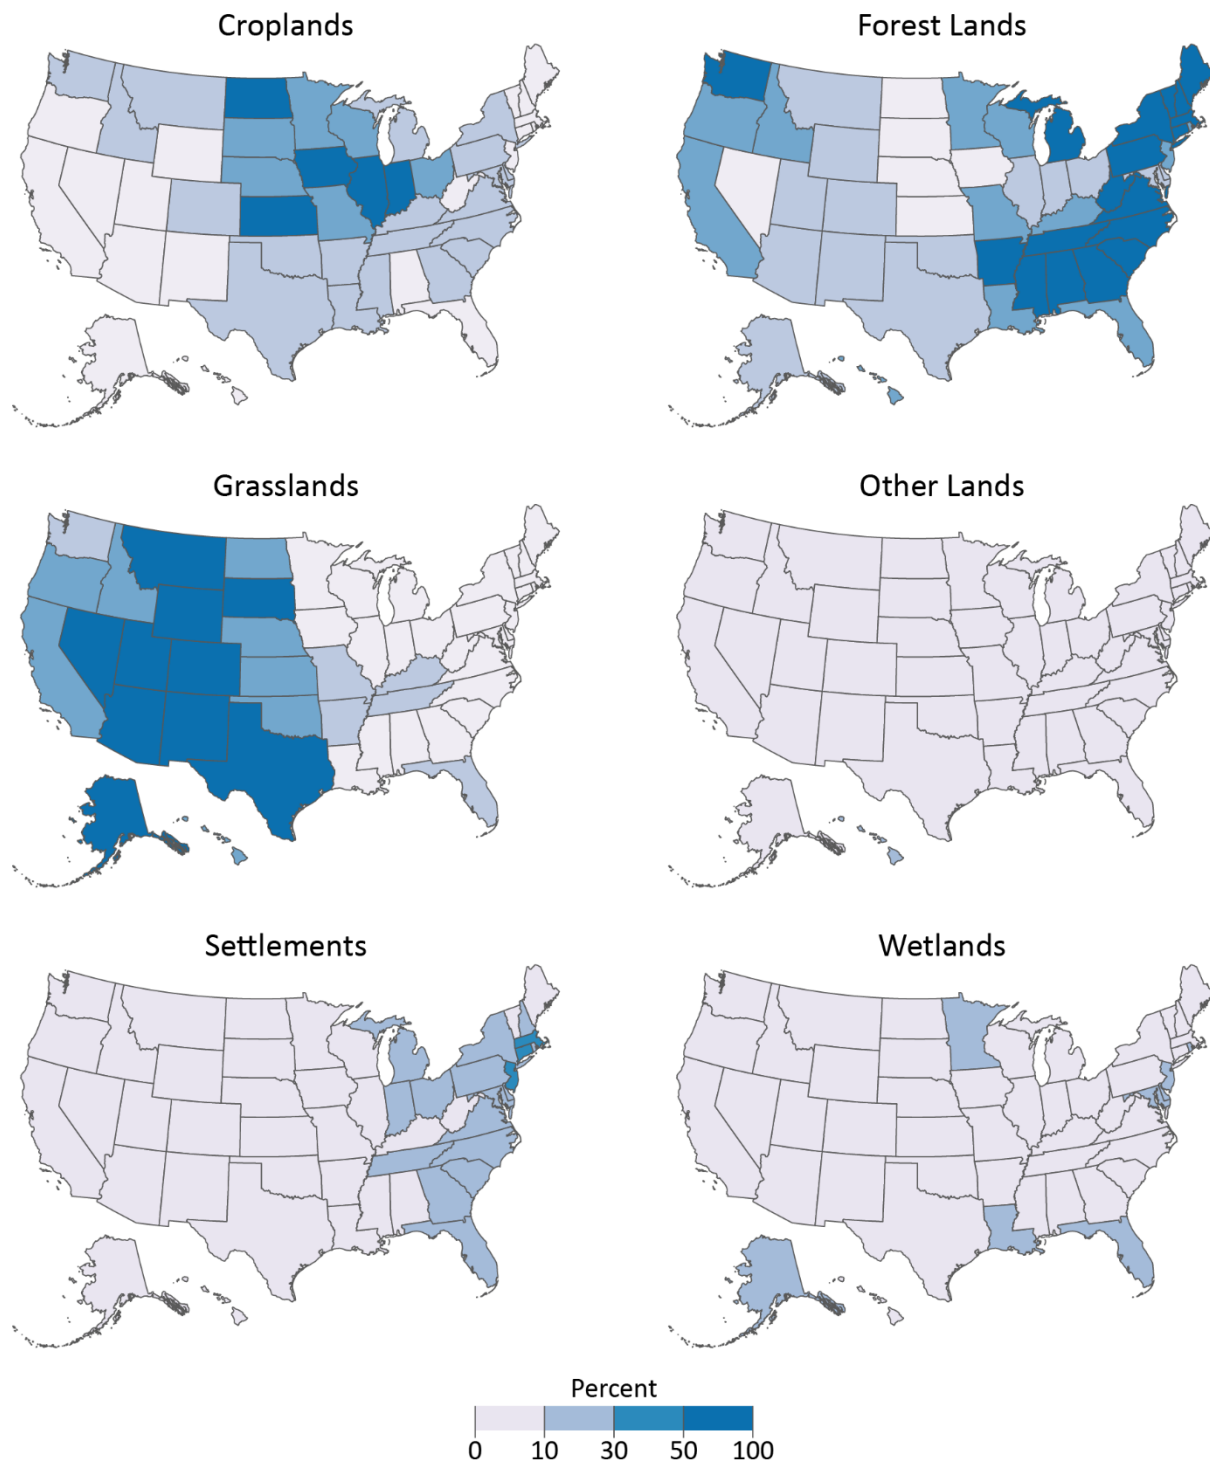 Croplands
Forest Lands
Grasslands
Other Lands
Settlements
Wetlands
Percent
0 10 30 50 100